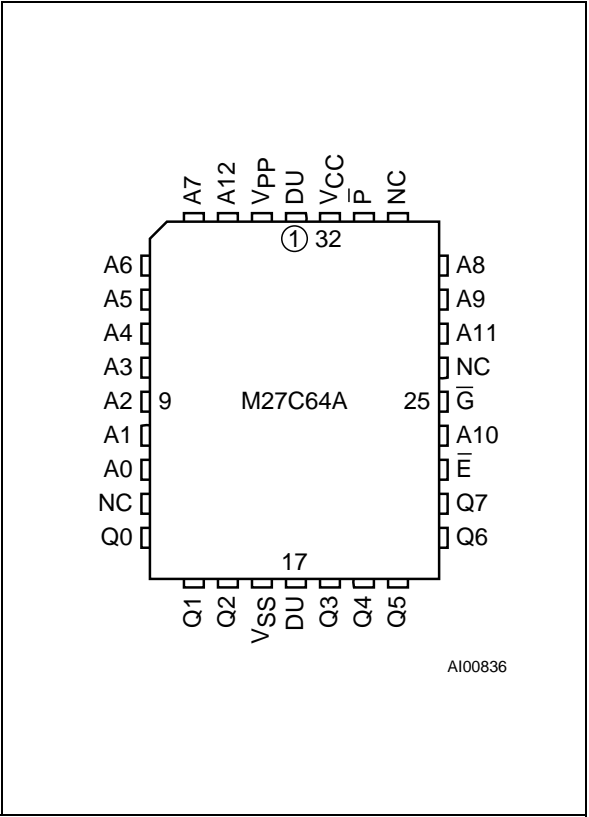 A7 A12 VPP DU VCC P̅ NC
1 32
A6 A8
A5 A9
A4 A11
A3 NC
A2 9 M27C64A 25 G̅
A1 A10
A0 E̅
NC Q7
Q0 Q6
17
Q1 Q2 VSS DU Q3 Q4 Q5
AI00836